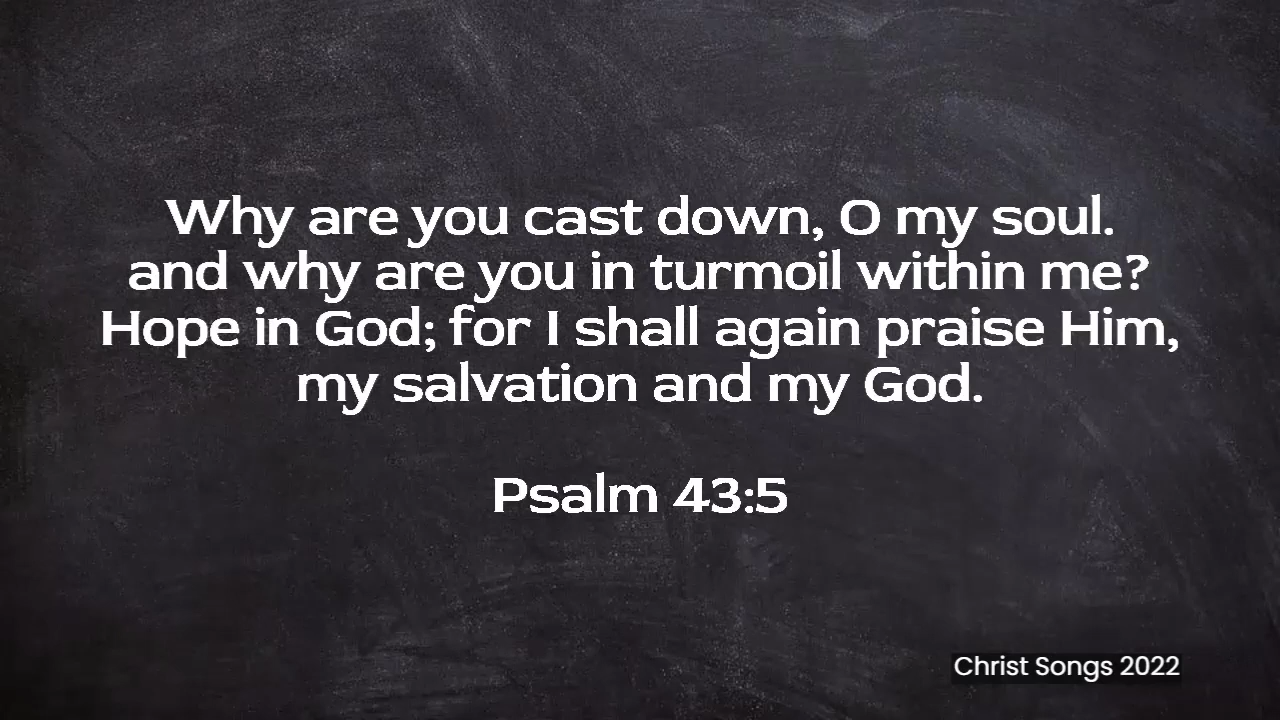 Why are you cast down, O my soul.
and why are you in turmoil within me?
Hope in God; for I shall again praise Him,
my salvation and my God.
Psalm 43:5
Christ Songs 2022